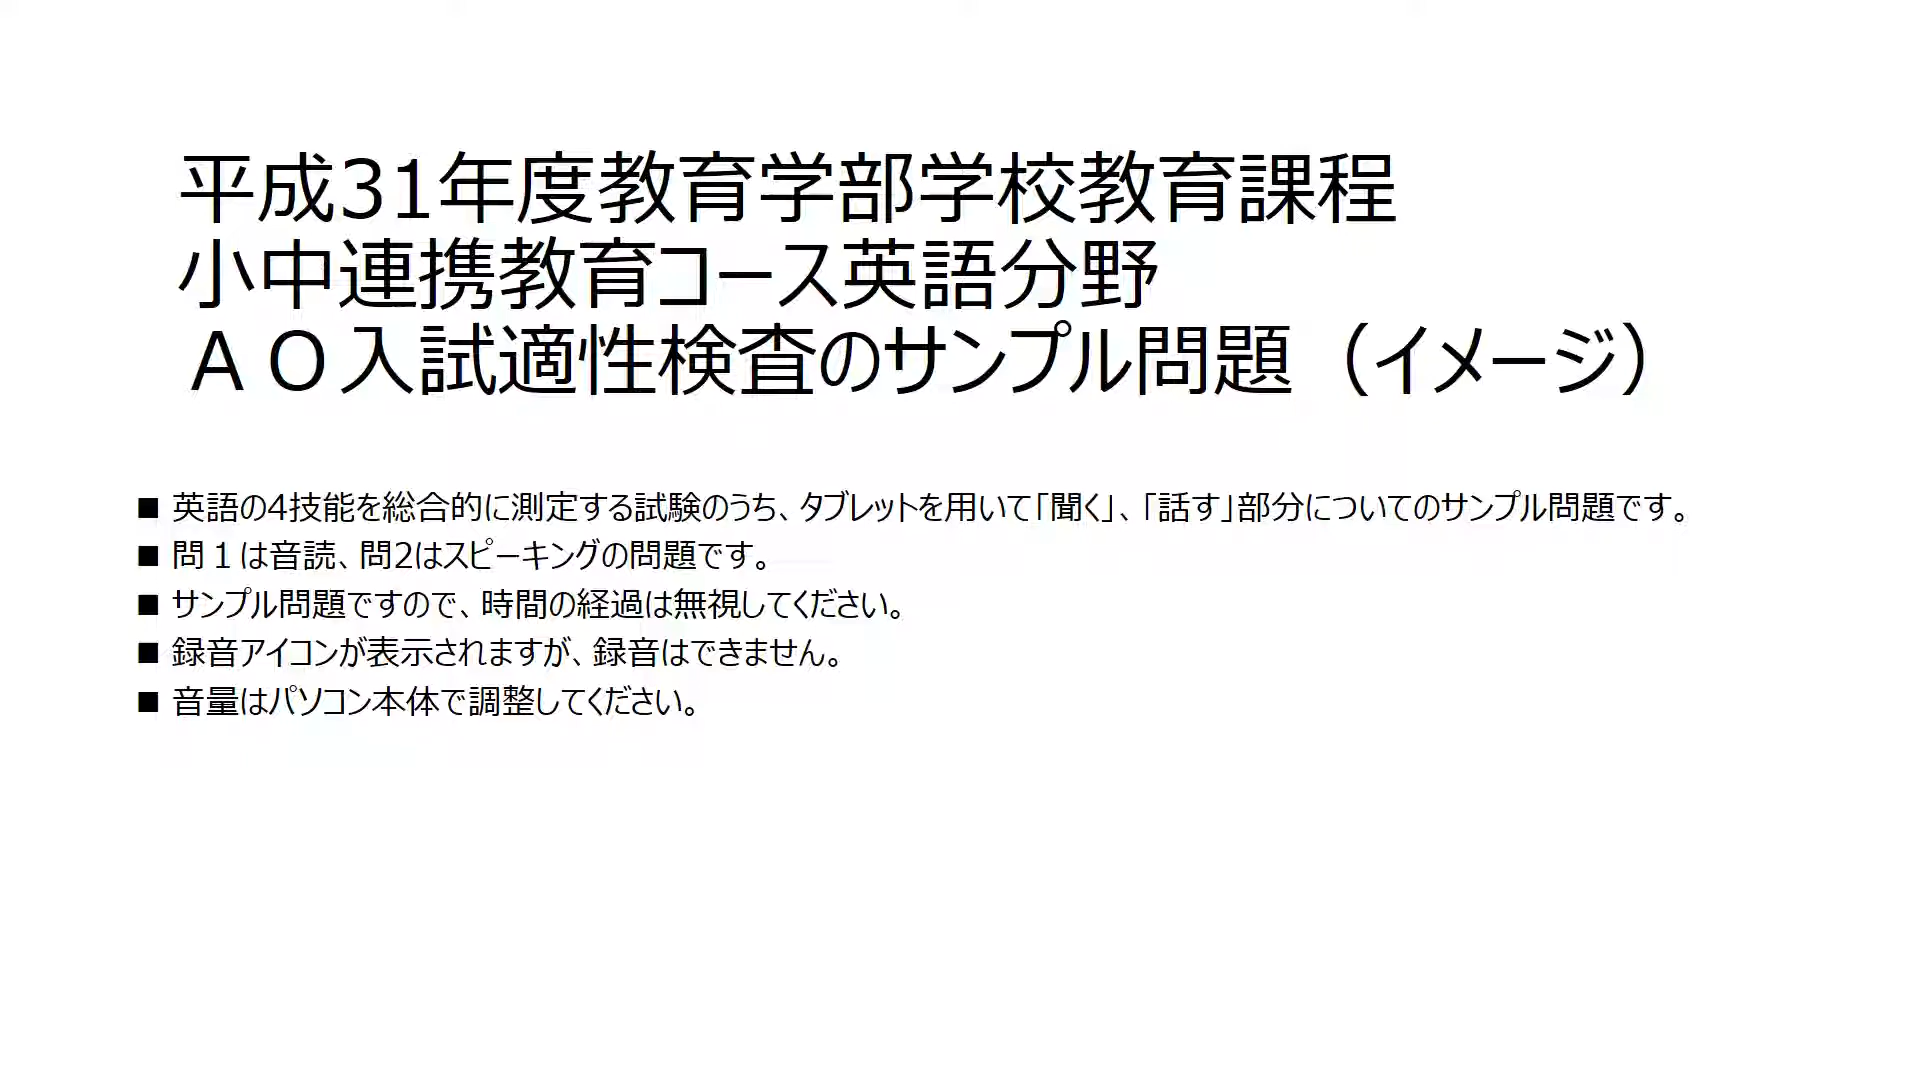 平成31年度教育学部学校教育課程
小中連携教育コース英語分野
ＡＯ入試適性検査のサンプル問題（イメージ）
■ 英語の4技能を総合的に測定する試験のうち、タブレットを用いて「聞く」、「話す」部分についてのサンプル問題です。
■ 問１は音読、問2はスピーキングの問題です。
■ サンプル問題ですので、時間の経過は無視してください。
■ 録音アイコンが表示されますが、録音はできません。
■ 音量はパソコン本体で調整してください。